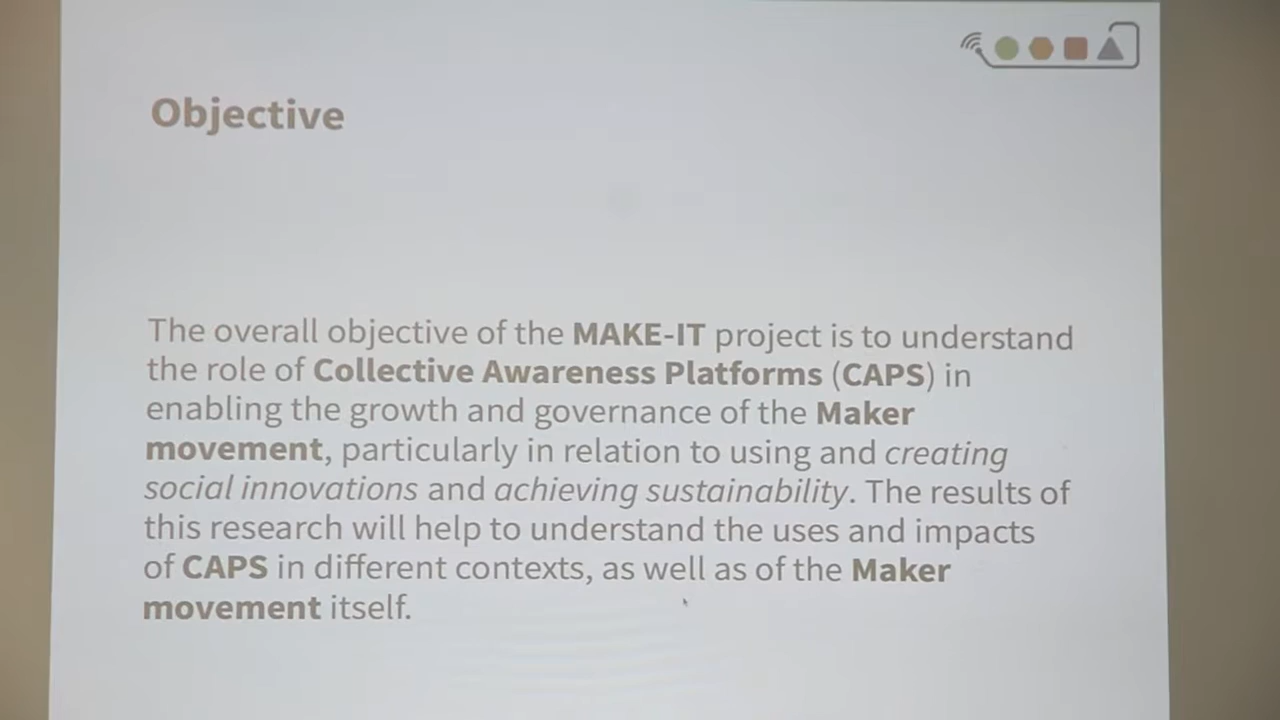 Objective
The overall objective of the MAKE-IT project is to understand
the role of Collective Awareness Platforms (CAPS) in
enabling the growth and governance of the Maker
movement, particularly in relation to using and creating
social innovations and achieving sustainability. The results of
this research will help to understand the uses and impacts
of CAPS in different contexts, as well as of the Maker
movement itself.